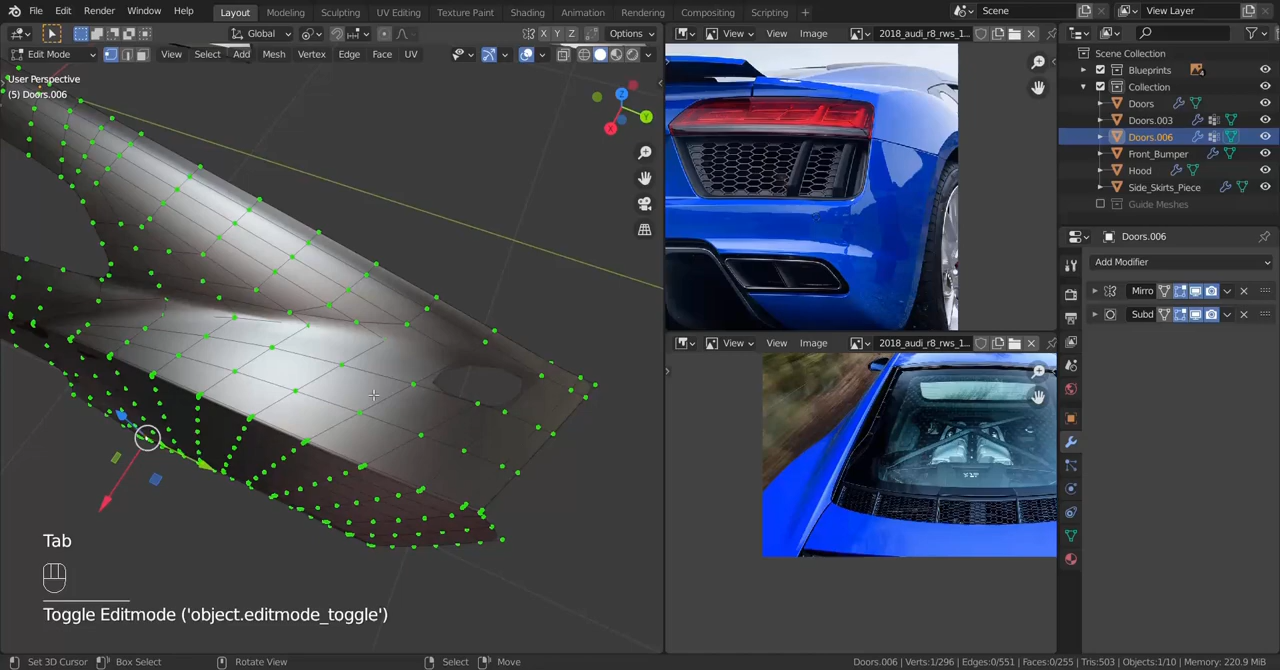 File Edit Render Window Help
Layout Modeling Sculpting UV Editing Texture Paint Shading Animation Rendering Compositing Scripting +
Scene
View Layer
Global
X Y Z
Options
Edit Mode
View Select Add Mesh Vertex Edge Face UV
User Perspective
(5) Doors.006
Z
Y
X
View View Image
2018_audi_r8_rws_1...
View View Image
2018_audi_r8_rws_1...
Scene Collection
Blueprints
4
Collection
Doors
Doors.003
Doors.006
Front_Bumper
Hood
Side_Skirts_Piece
Guide Meshes
Doors.006
Add Modifier
Mirro
Subd
Tab
Toggle Editmode ('object.editmode_toggle')
Set 3D Cursor
Box Select
Rotate View
Select
Move
Doors.006 | Verts:1/296 | Edges:0/551 | Faces:0/255 | Tris:503 | Objects:1/10 | Memory: 220.9 MiB